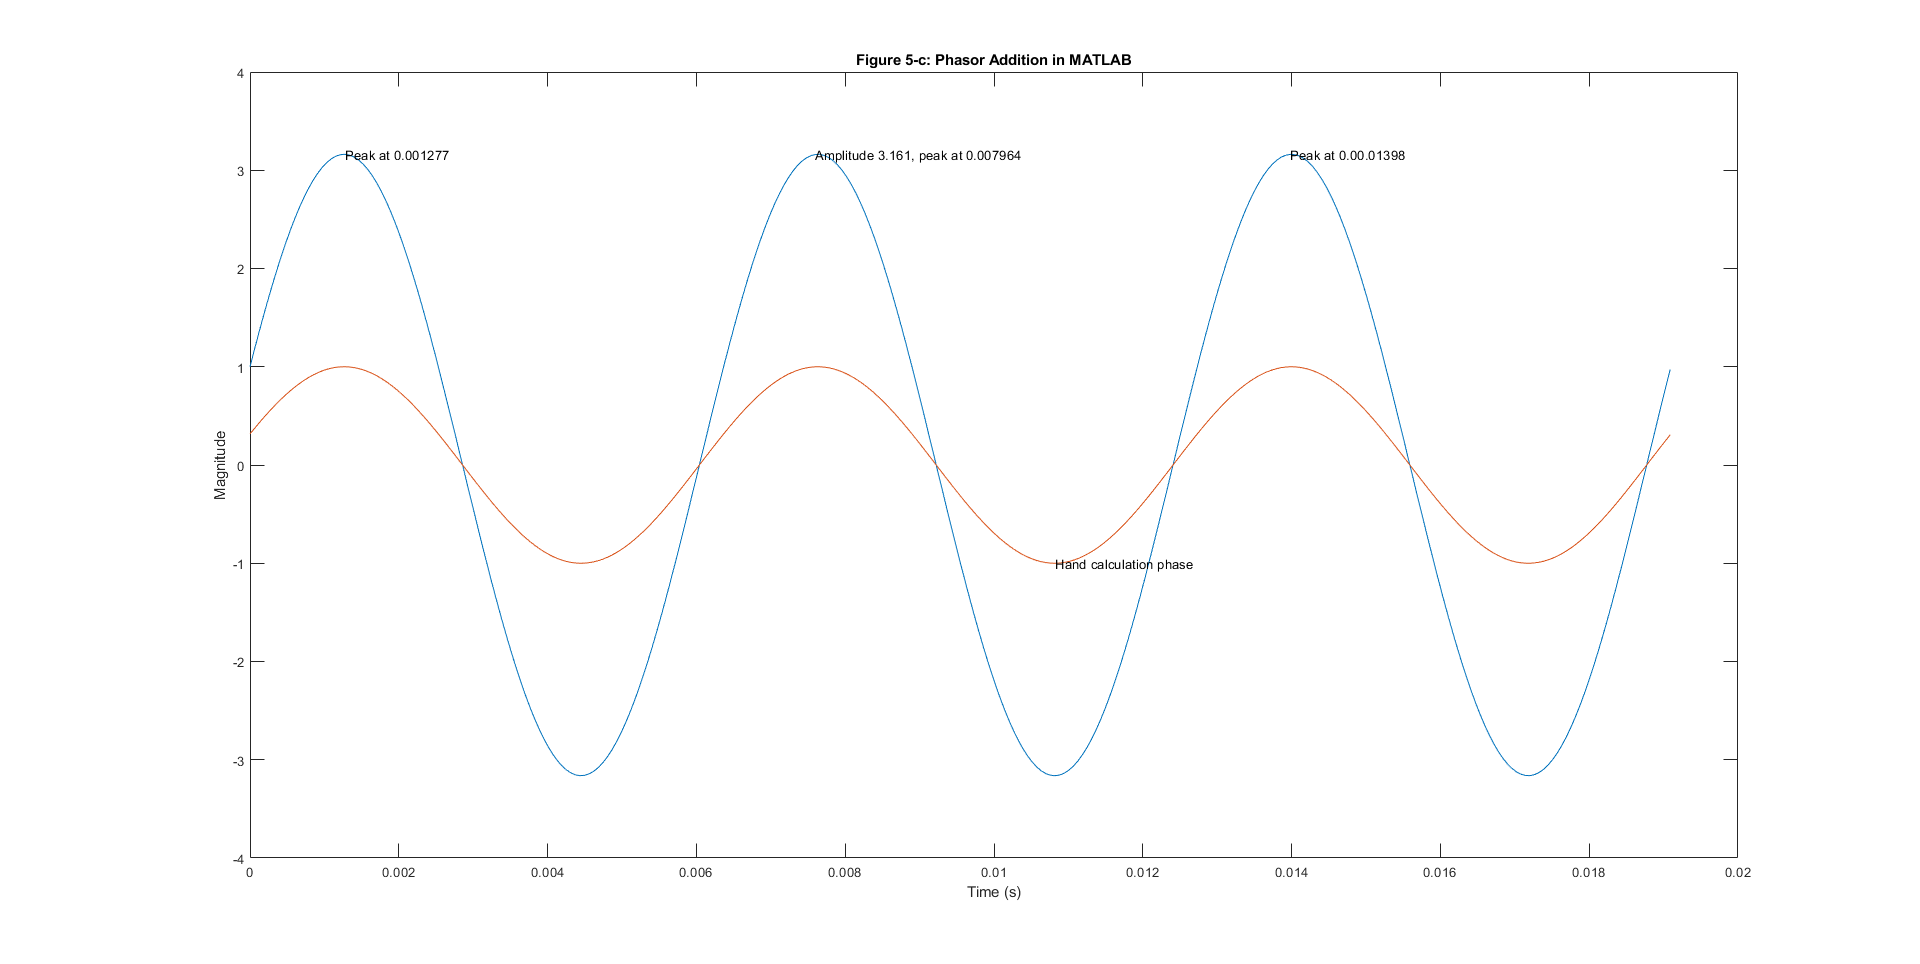 Figure 5-c: Phasor Addition in MATLAB
4
Peak at 0.001277
Amplitude 3.161, peak at 0.007964
Peak at 0.00.01398
3
2
1
Magnitude
0
-1
Hand calculation phase
-2
-3
-4
0 0.002 0.004 0.006 0.008 0.01 0.012 0.014 0.016 0.018 0.02
Time (s)